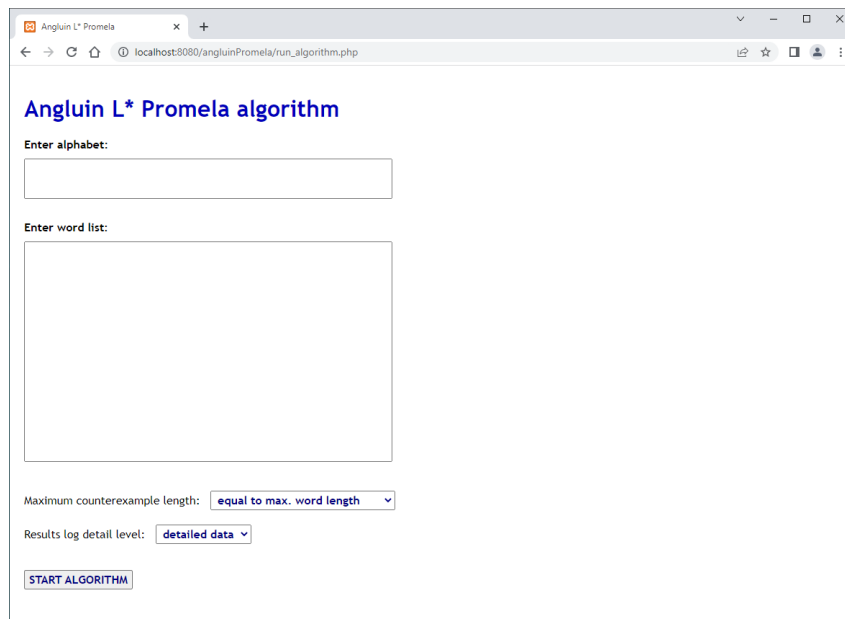 Angluin L* Promela
localhost:8080/angluinPromela/run_algorithm.php
Angluin L* Promela algorithm
Enter alphabet:
Enter word list:
Maximum counterexample length: equal to max. word length
Results log detail level: detailed data
START ALGORITHM